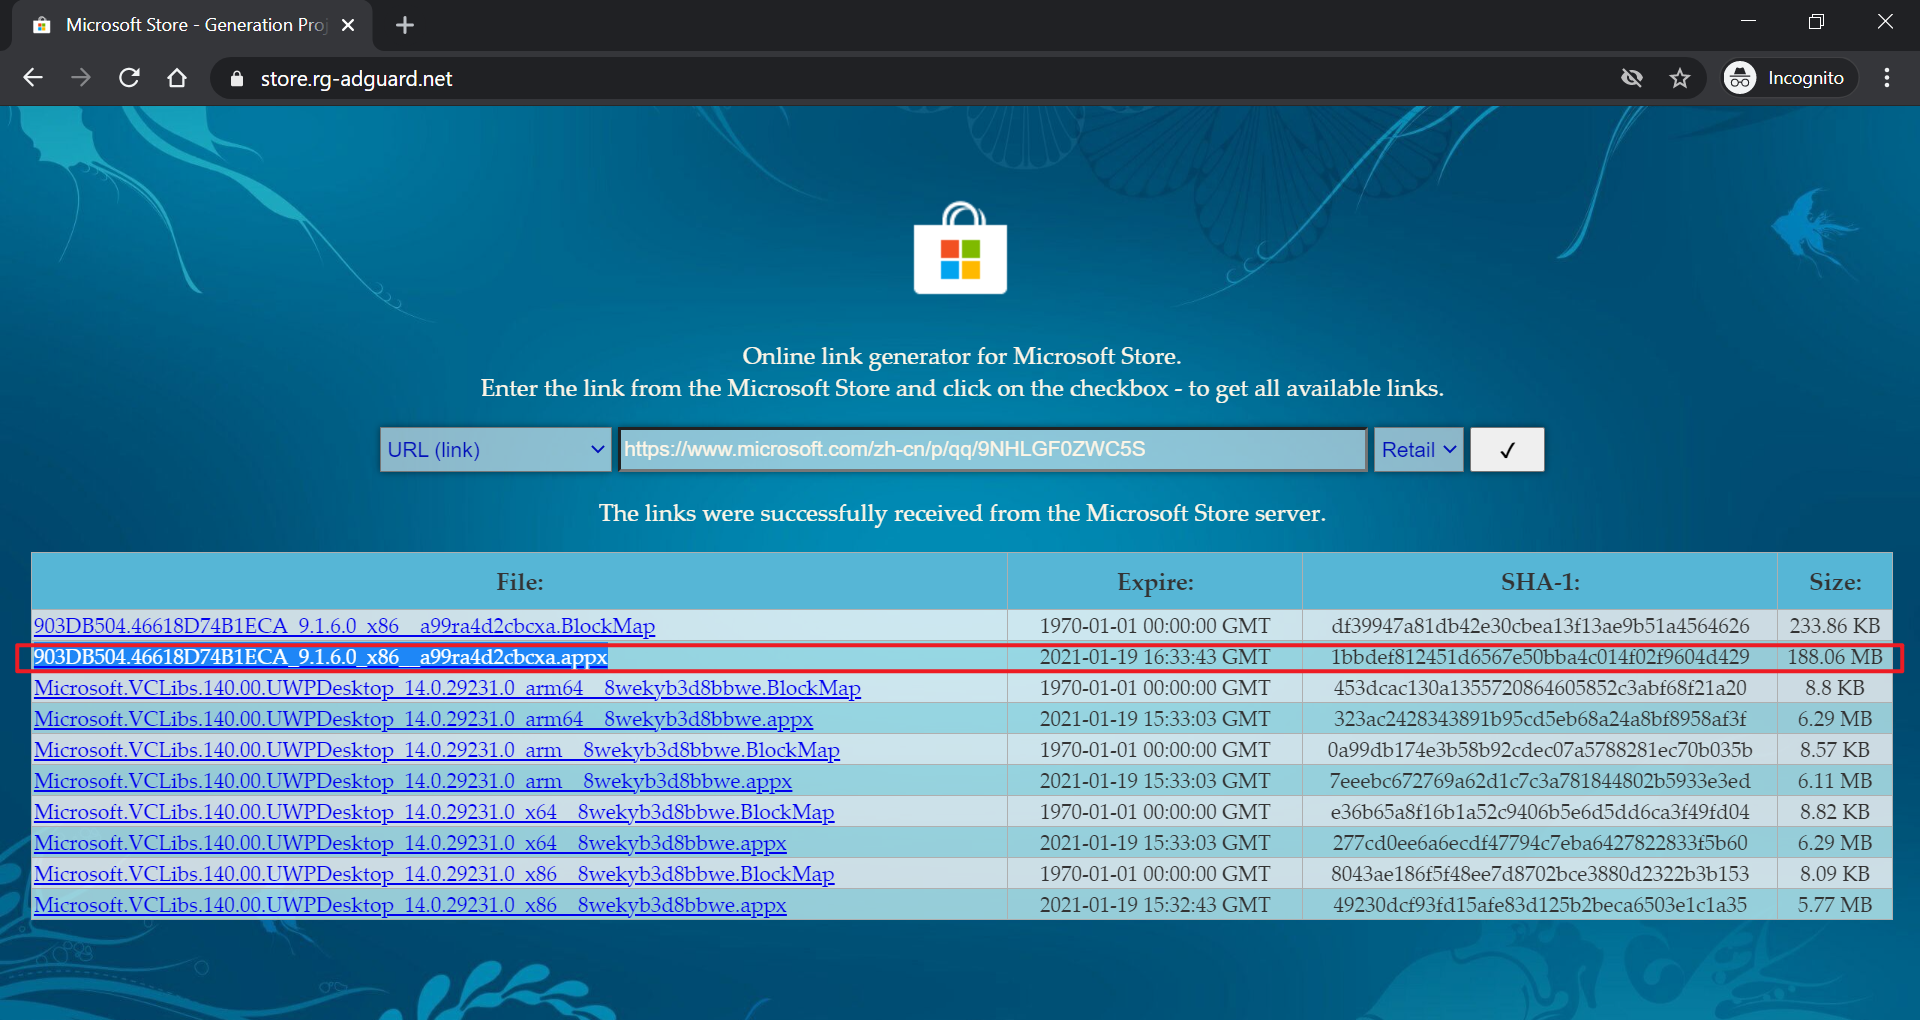 Microsoft Store - Generation Proj
store.rg-adguard.net
Incognito
Online link generator for Microsoft Store.
Enter the link from the Microsoft Store and click on the checkbox - to get all available links.
URL (link) https://www.microsoft.com/zh-cn/p/qq/9NHLGF0ZWC5S Retail ✓
The links were successfully received from the Microsoft Store server.
File: Expire: SHA-1: Size:
903DB504.46618D74B1ECA_9.1.6.0_x86__a99ra4d2cbcxa.BlockMap 1970-01-01 00:00:00 GMT df39947a81db42e30cbea13f13ae9b51a4564626 233.86 KB
903DB504.46618D74B1ECA_9.1.6.0_x86__a99ra4d2cbcxa.appx 2021-01-19 16:33:43 GMT 1bbdef812451d6567e50bba4c014f02f9604d429 188.06 MB
Microsoft.VCLibs.140.00.UWPDesktop_14.0.29231.0_arm64__8wekyb3d8bbwe.BlockMap 1970-01-01 00:00:00 GMT 453dcac130a1355720864605852c3abf68f21a20 8.8 KB
Microsoft.VCLibs.140.00.UWPDesktop_14.0.29231.0_arm64__8wekyb3d8bbwe.appx 2021-01-19 15:33:03 GMT 323ac2428343891b95cd5eb68a24a8bf8958af3f 6.29 MB
Microsoft.VCLibs.140.00.UWPDesktop_14.0.29231.0_arm__8wekyb3d8bbwe.BlockMap 1970-01-01 00:00:00 GMT 0a99db174e3b58b92cdec07a5788281ec70b035b 8.57 KB
Microsoft.VCLibs.140.00.UWPDesktop_14.0.29231.0_arm__8wekyb3d8bbwe.appx 2021-01-19 15:33:03 GMT 7eeebc672769a62d1c7c3a781844802b5933e3ed 6.11 MB
Microsoft.VCLibs.140.00.UWPDesktop_14.0.29231.0_x64__8wekyb3d8bbwe.BlockMap 1970-01-01 00:00:00 GMT e36b65a8f16b1a52c9406b5e6d5dd6ca3f49fd04 8.82 KB
Microsoft.VCLibs.140.00.UWPDesktop_14.0.29231.0_x64__8wekyb3d8bbwe.appx 2021-01-19 15:33:03 GMT 277cd0ee6a6ecdf47794c7eba6427822833f5b60 6.29 MB
Microsoft.VCLibs.140.00.UWPDesktop_14.0.29231.0_x86__8wekyb3d8bbwe.BlockMap 1970-01-01 00:00:00 GMT 8043ae186f5f48ee7d8702bce3880d2322b3b153 8.09 KB
Microsoft.VCLibs.140.00.UWPDesktop_14.0.29231.0_x86__8wekyb3d8bbwe.appx 2021-01-19 15:32:43 GMT 49230dcf93fd15afe83d125b2beca6503e1c1a35 5.77 MB